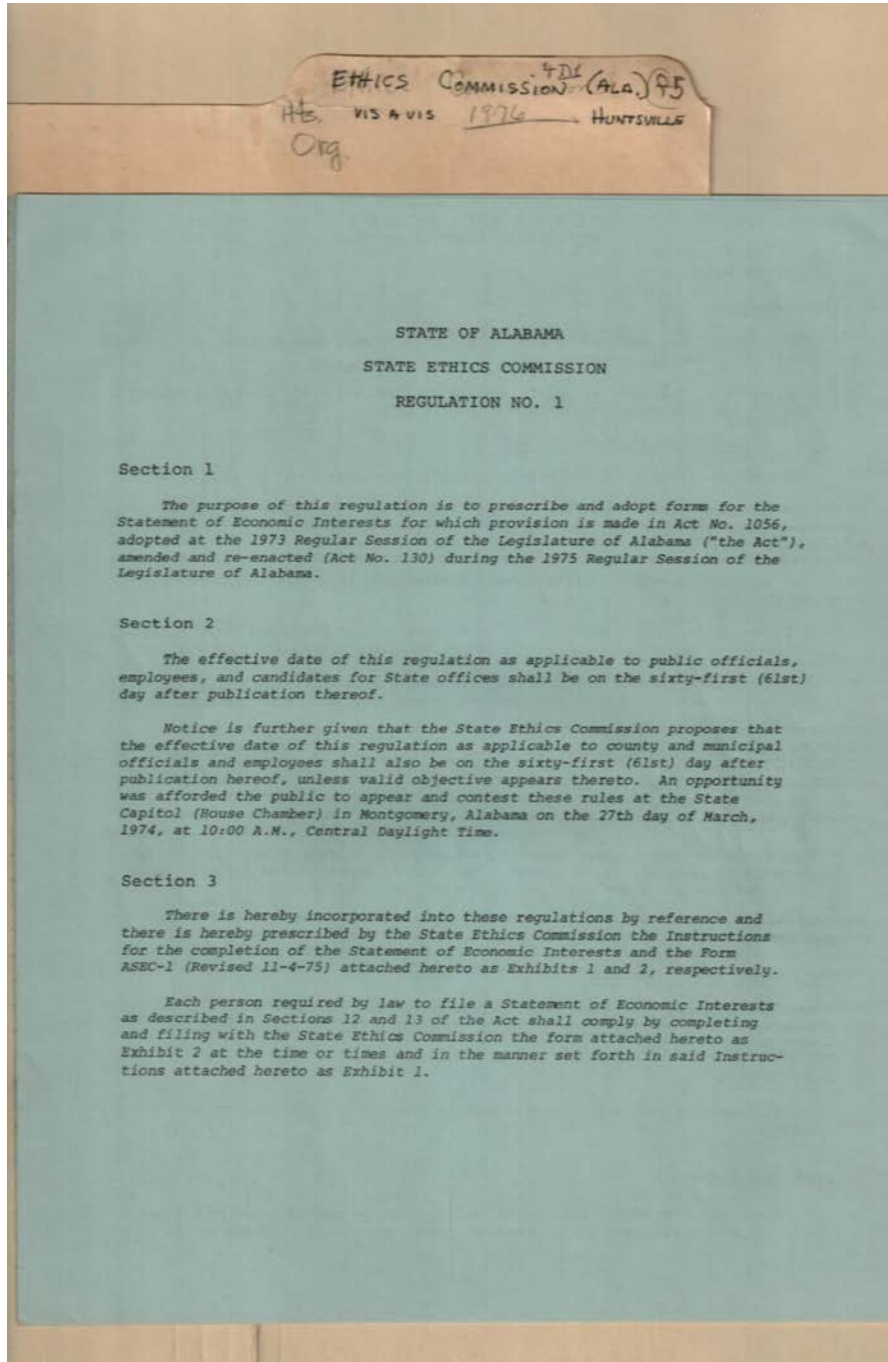 ETHICS COMMISSION (ALA.) 95
VIS A VIS 1976 HUNTSVILLE
Org.
STATE OF ALABAMA
STATE ETHICS COMMISSION
REGULATION NO. 1
Section 1
The purpose of this regulation is to prescribe and adopt forms for the
Statement of Economic Interests for which provision is made in Act No. 1056,
adopted at the 1973 Regular Session of the Legislature of Alabama ("the Act"),
amended and re-enacted (Act No. 130) during the 1975 Regular Session of the
Legislature of Alabama.
Section 2
The effective date of this regulation as applicable to public officials,
employees, and candidates for State offices shall be on the sixty-first (61st)
day after publication thereof.
Notice is further given that the State Ethics Commission proposes that
the effective date of this regulation as applicable to county and municipal
officials and employees shall also be on the sixty-first (61st) day after
publication hereof, unless valid objective appears thereto. An opportunity
was afforded the public to appear and contest these rules at the State
Capitol (House Chamber) in Montgomery, Alabama on the 27th day of March,
1974, at 10:00 A.M., Central Daylight Time.
Section 3
There is hereby incorporated into these regulations by reference and
there is hereby prescribed by the State Ethics Commission the Instructions
for the completion of the Statement of Economic Interests and the Form
ASEC-1 (Revised 11-4-75) attached hereto as Exhibits 1 and 2, respectively.
Each person required by law to file a Statement of Economic Interests
as described in Sections 12 and 13 of the Act shall comply by completing
and filing with the State Ethics Commission the form attached hereto as
Exhibit 2 at the time or times and in the manner set forth in said Instruc-
tions attached hereto as Exhibit 1.